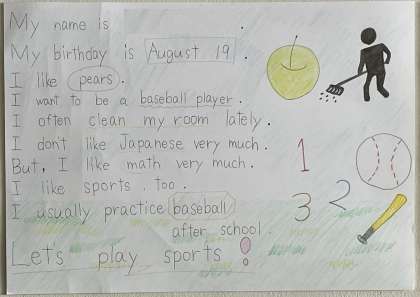 My name is .
My birthday is August 19.
I like pears.
I want to be a baseball player.
I often clean my room lately.
I don't like Japanese very much.
But, I like math very much.
I like sports, too.
I usually practice baseball
after school.
Let's play sports!
1
2
3